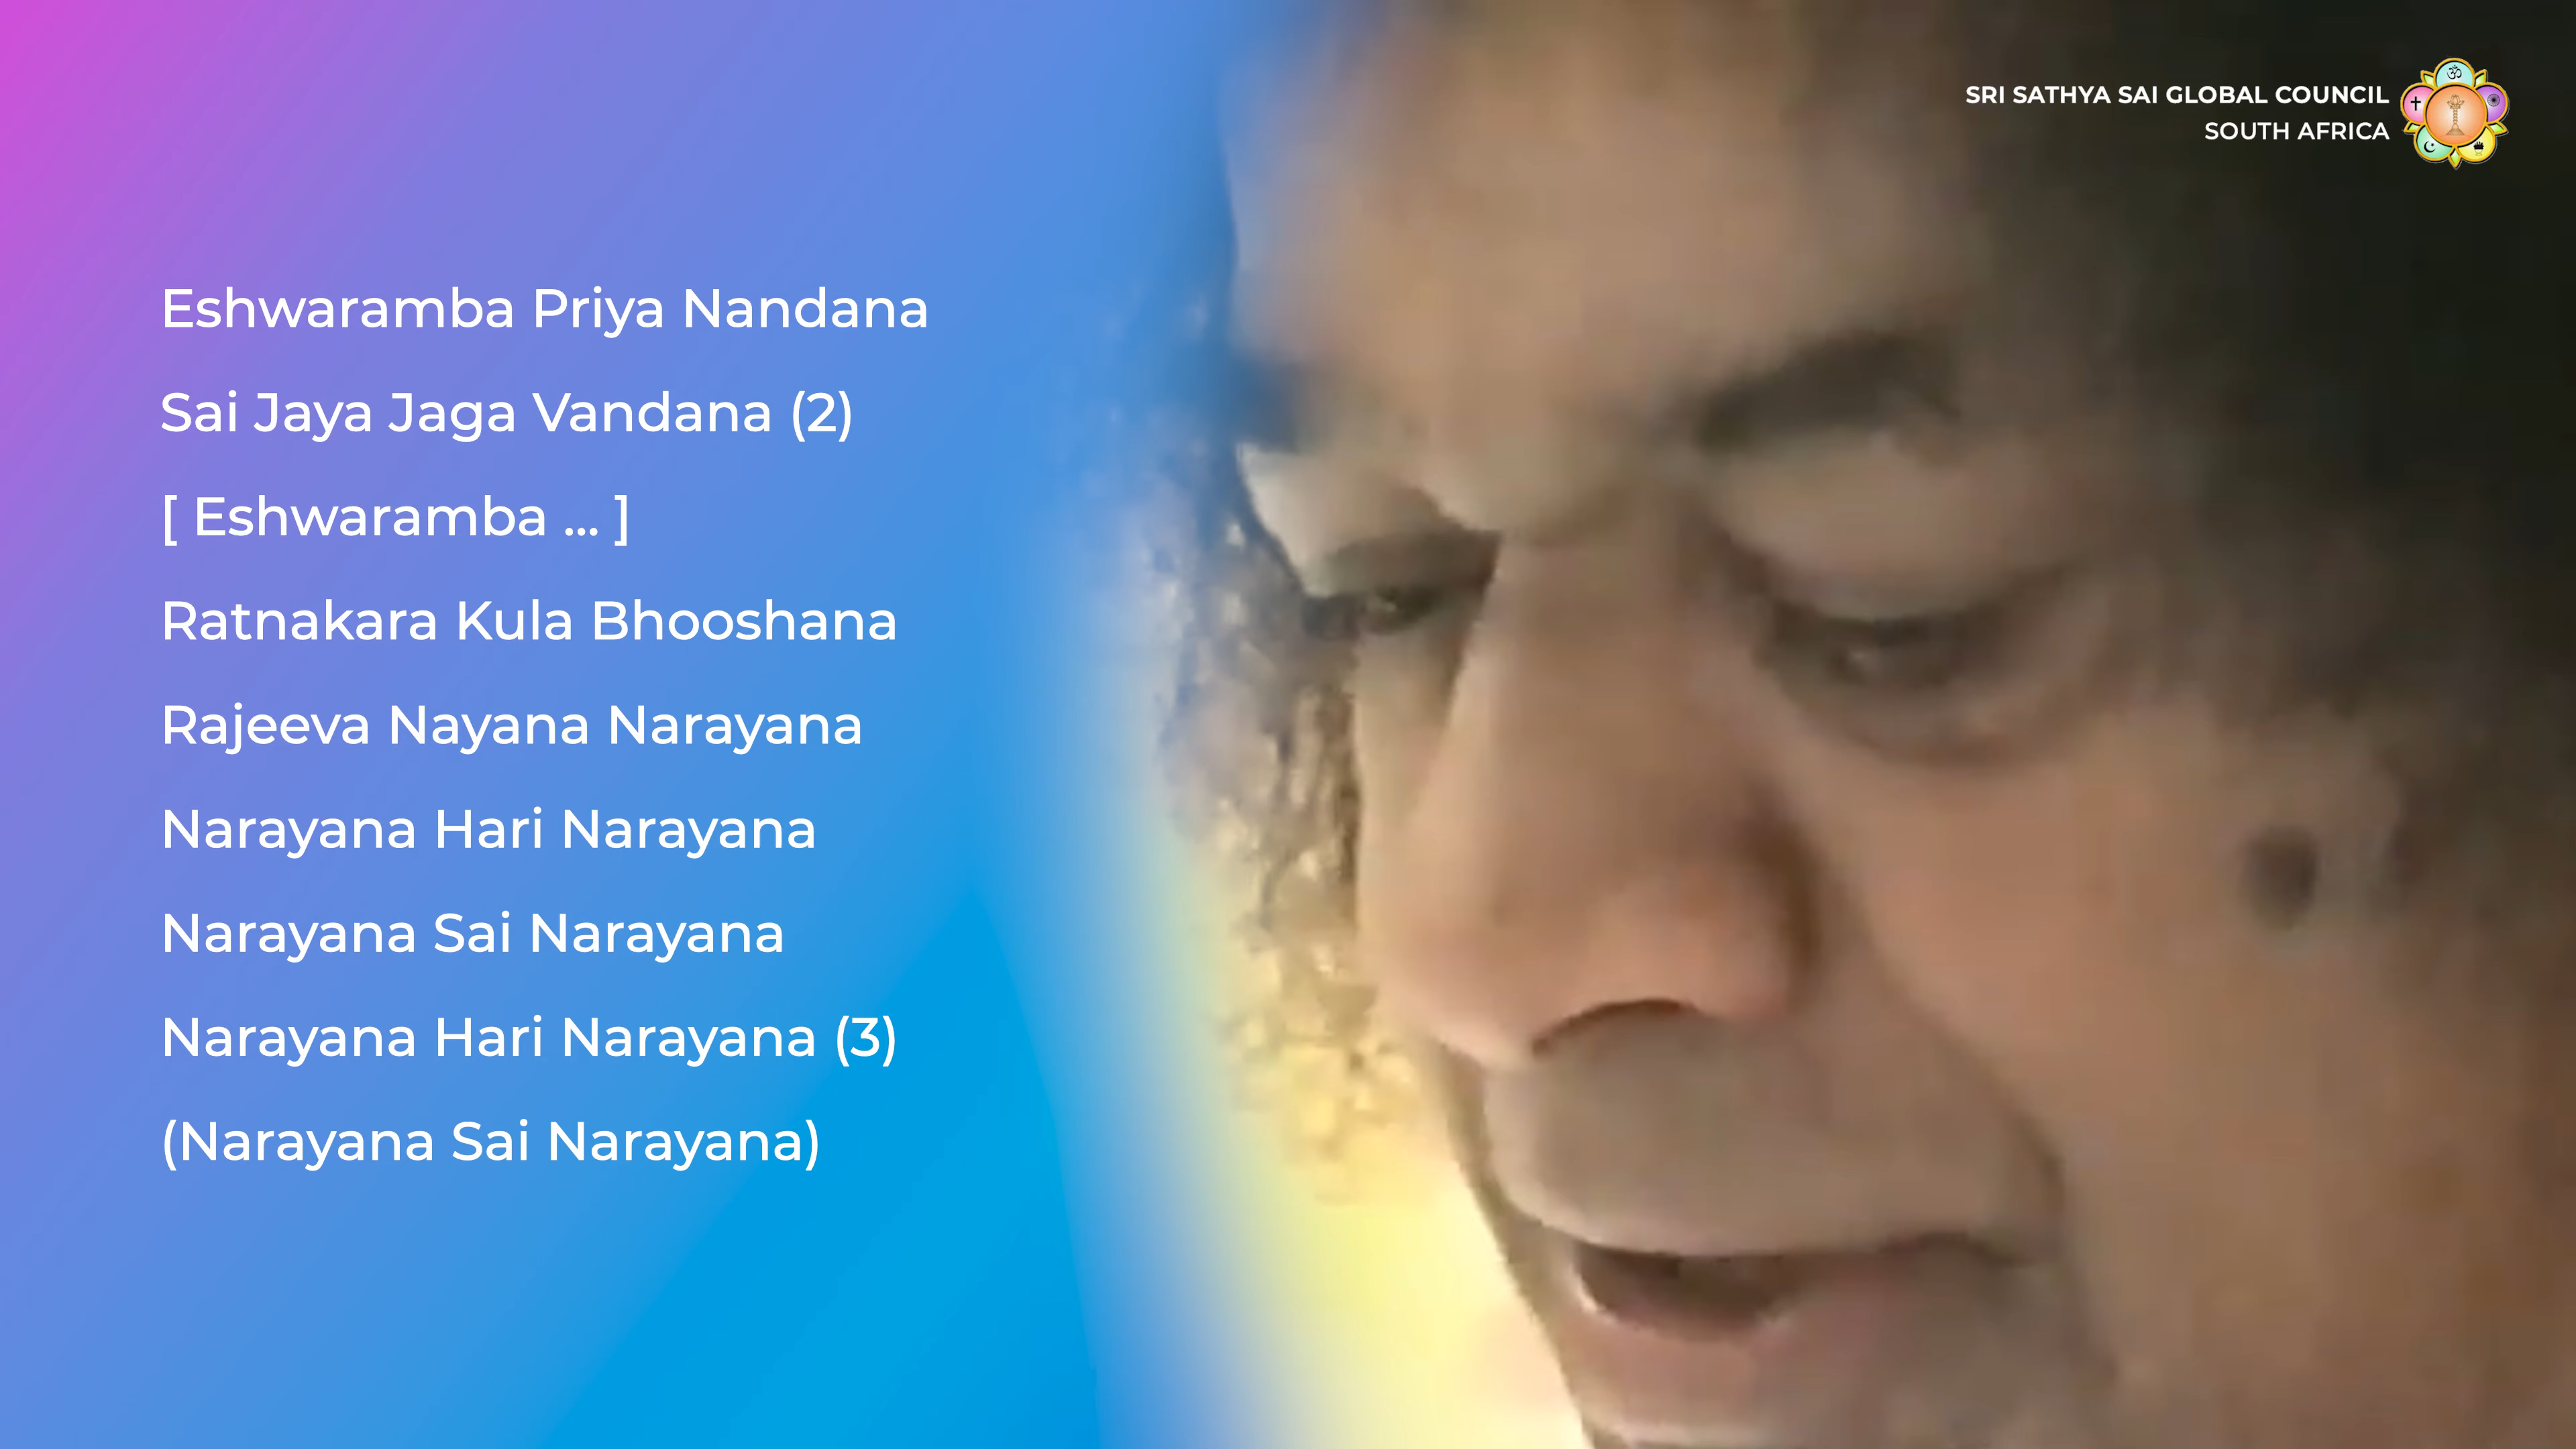 SRI SATHYA SAI GLOBAL COUNCIL
SOUTH AFRICA
Eshwaramba Priya Nandana
Sai Jaya Jaga Vandana (2)
[ Eshwaramba ... ]
Ratnakara Kula Bhooshana
Rajeeva Nayana Narayana
Narayana Hari Narayana
Narayana Sai Narayana
Narayana Hari Narayana (3)
(Narayana Sai Narayana)